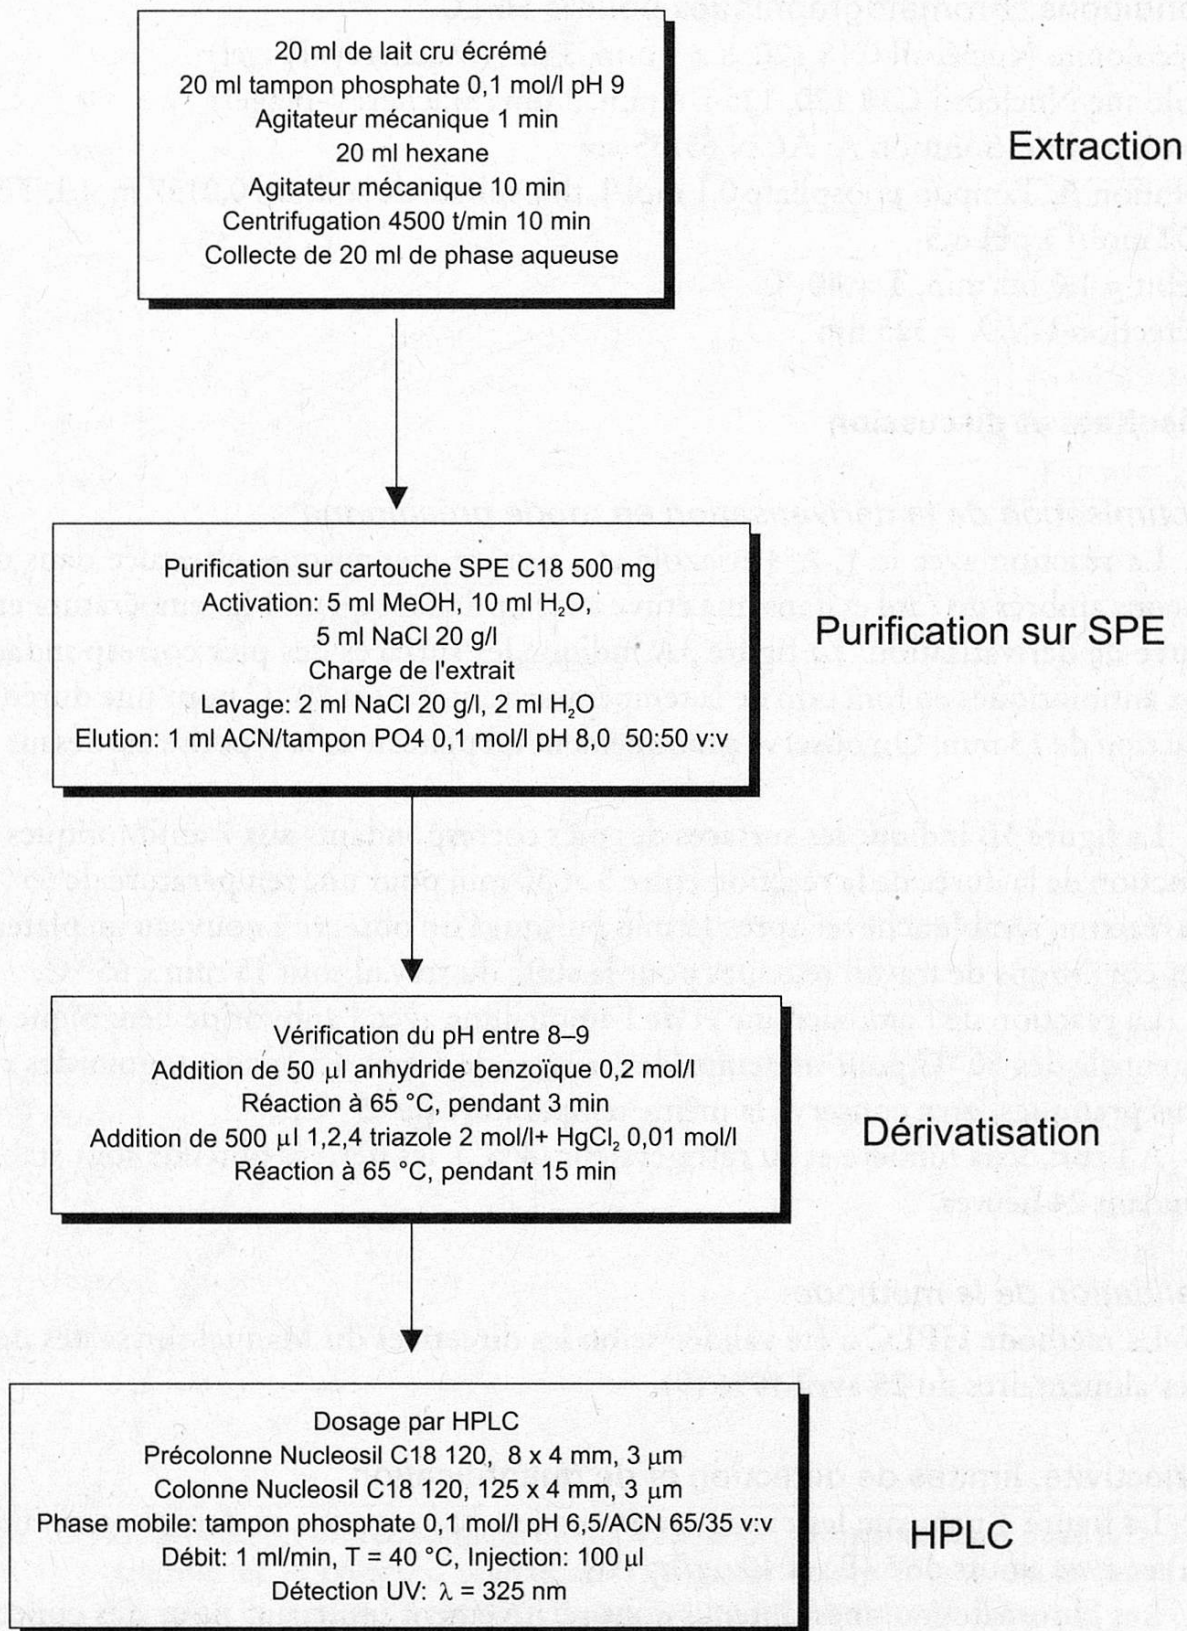 20 ml de lait cru écrémé
20 ml tampon phosphate 0,1 mol/l pH 9
Agitateur mécanique 1 min
20 ml hexane
Agitateur mécanique 10 min
Centrifugation 4500 t/min 10 min
Collecte de 20 ml de phase aqueuse
Extraction
Purification sur cartouche SPE C18 500 mg
Activation: 5 ml MeOH, 10 ml H₂O,
5 ml NaCl 20 g/l
Charge de l'extrait
Lavage: 2 ml NaCl 20 g/l, 2 ml H₂O
Elution: 1 ml ACN/tampon PO4 0,1 mol/l pH 8,0 50:50 v:v
Purification sur SPE
Vérification du pH entre 8–9
Addition de 50 μl anhydride benzoïque 0,2 mol/l
Réaction à 65 °C, pendant 3 min
Addition de 500 μl 1,2,4 triazole 2 mol/l+ HgCl₂ 0,01 mol/l
Réaction à 65 °C, pendant 15 min
Dérivatisation
Dosage par HPLC
Précolonne Nucleosil C18 120, 8 x 4 mm, 3 μm
Colonne Nucleosil C18 120, 125 x 4 mm, 3 μm
Phase mobile: tampon phosphate 0,1 mol/l pH 6,5/ACN 65/35 v:v
Débit: 1 ml/min, T = 40 °C, Injection: 100 μl
Détection UV: λ = 325 nm
HPLC